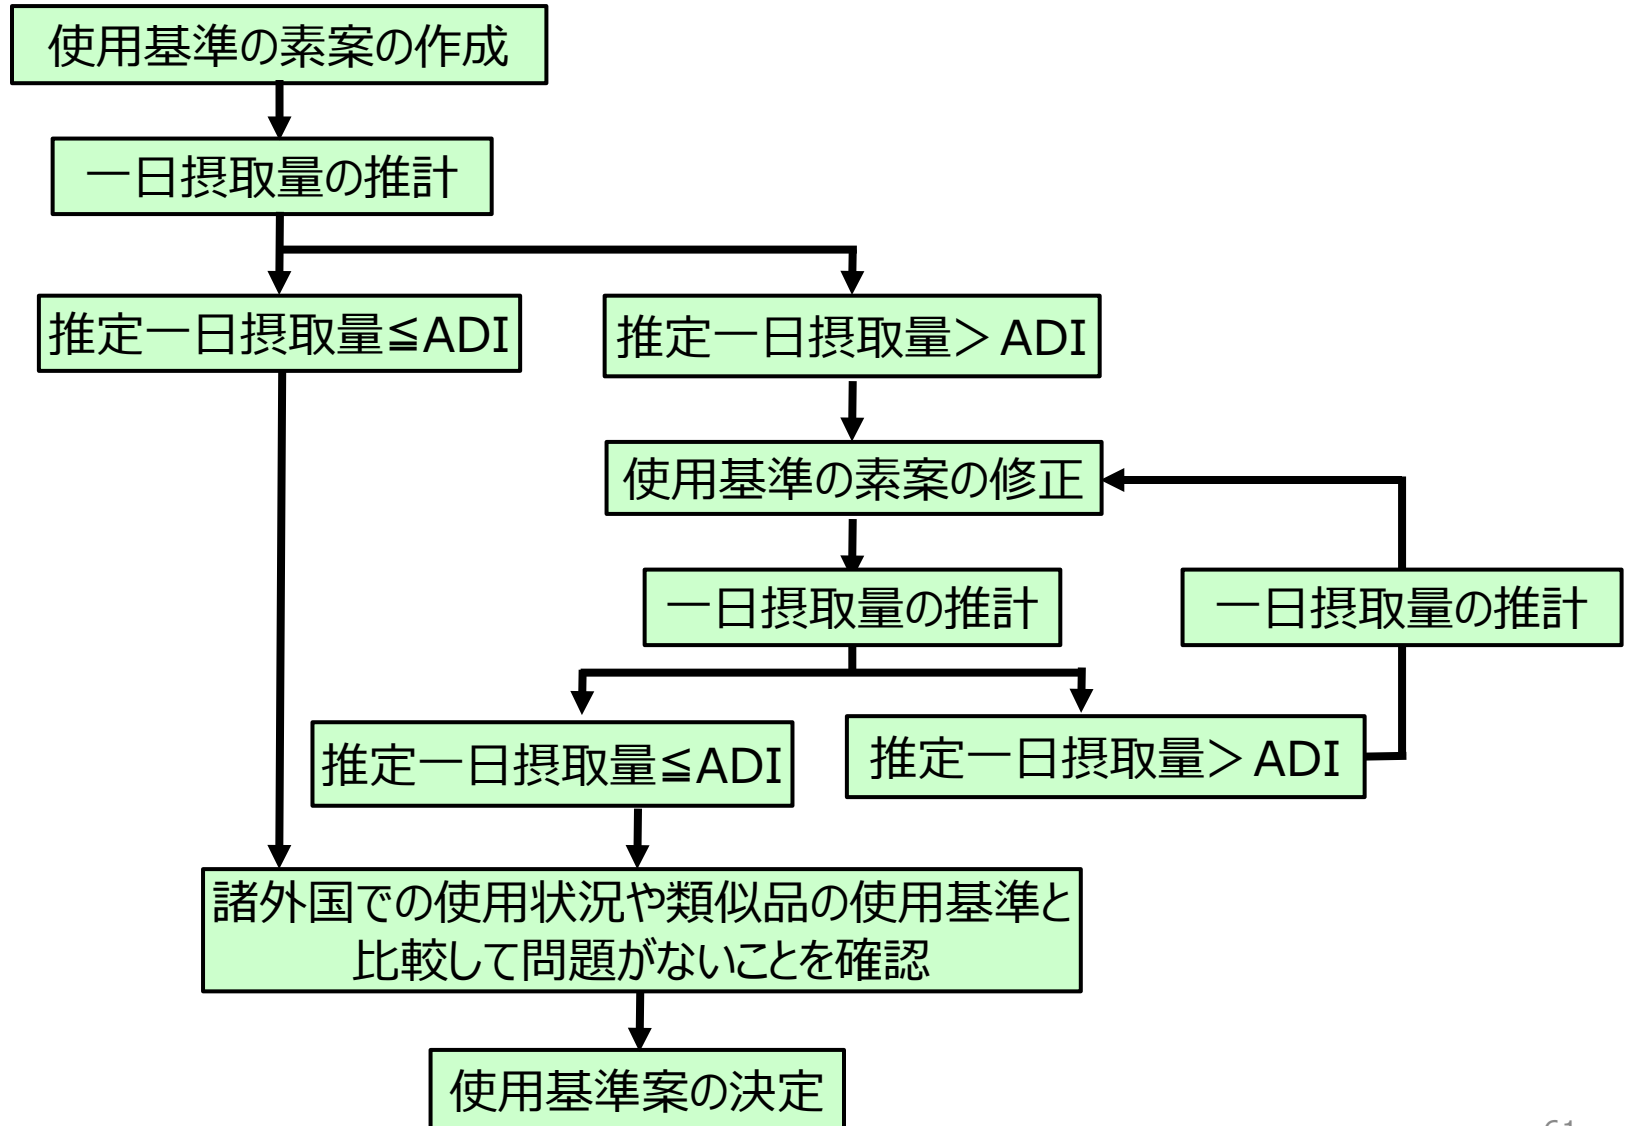 使用基準の素案の作成
一日摂取量の推計
推定一日摂取量≦ADI
推定一日摂取量＞ADI
使用基準の素案の修正
一日摂取量の推計
一日摂取量の推計
推定一日摂取量≦ADI
推定一日摂取量＞ADI
諸外国での使用状況や類似品の使用基準と
比較して問題がないことを確認
使用基準案の決定